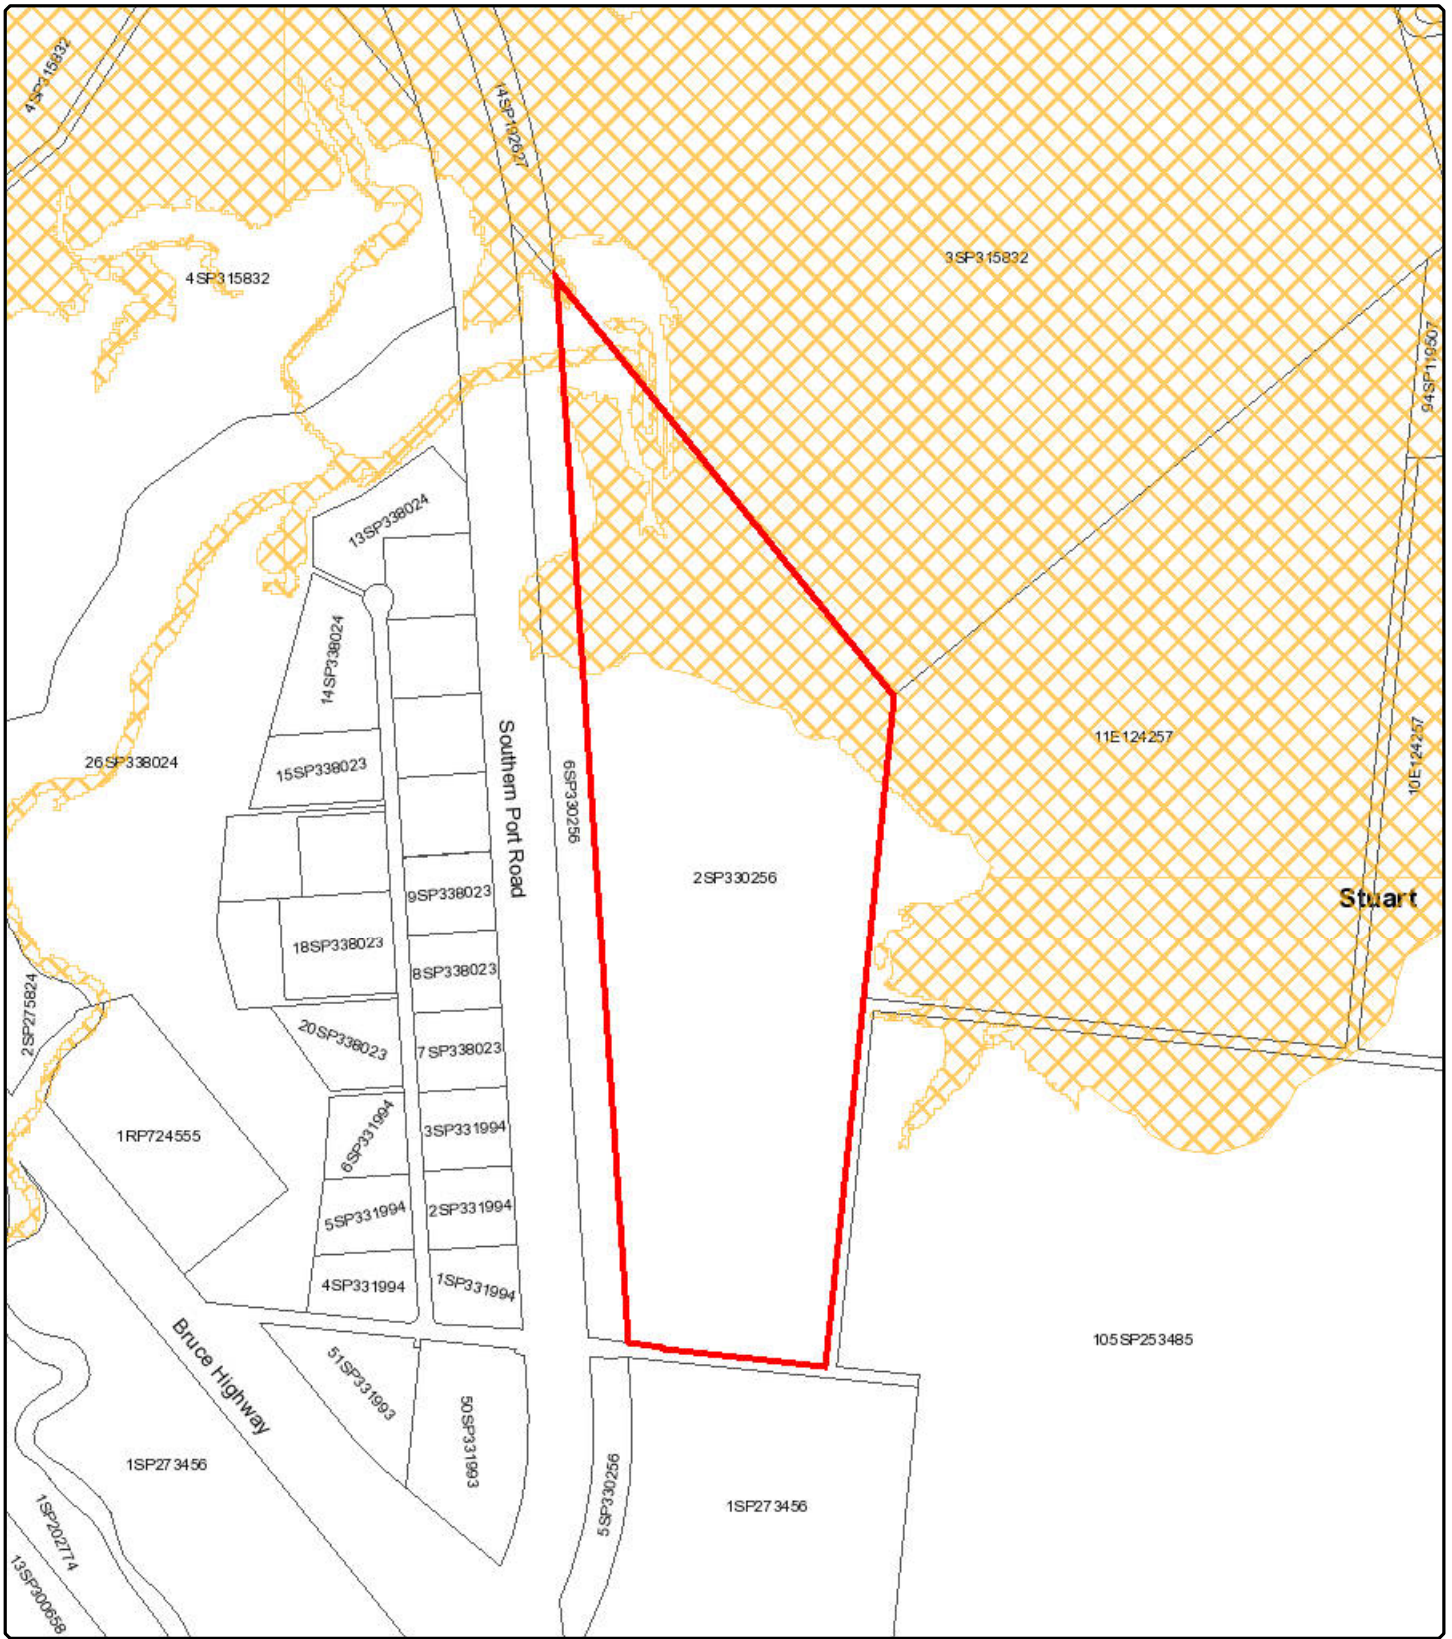 4SP315832
14SP192627
3SP315832
4SP315832
94SP119507
13SP338024
14SP338024
11E124257
10E124257
26SP338024
15SP338023
Southern Port Road
6SP330256
2SP330256
9SP338023
Stuart
18SP338023
8SP338023
2SP275824
20SP338023
7SP338023
1RP724555
6SP331994
3SP331994
5SP331994
2SP331994
4SP331994
1SP331994
105SP253485
Bruce Highway
51SP331993
50SP331993
1SP273456
5SP330256
1SP273456
1SP202774
13SP300658